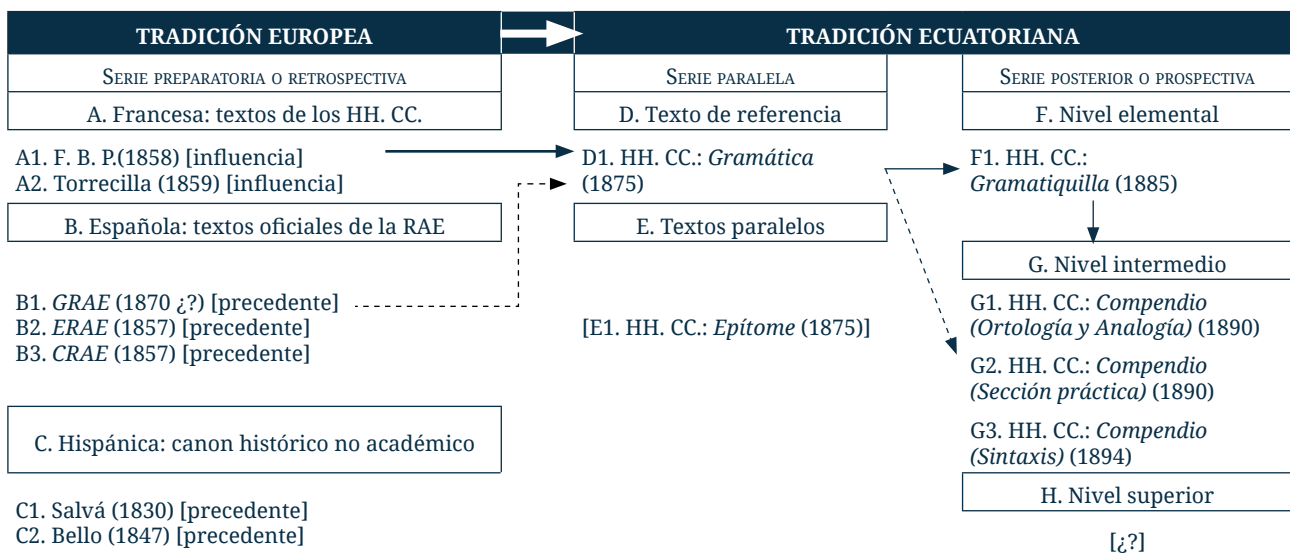 TRADICIÓN EUROPEA
TRADICIÓN ECUATORIANA
Serie preparatoria o retrospectiva
Serie paralela
Serie posterior o prospectiva
A. Francesa: textos de los HH. CC.
D. Texto de referencia
F. Nivel elemental
A1. F. B. P.(1858) [influencia]
A2. Torrecilla (1859) [influencia]
D1. HH. CC.: Gramática
(1875)
F1. HH. CC.:
Gramatiquilla (1885)
B. Española: textos oficiales de la RAE
E. Textos paralelos
G. Nivel intermedio
B1. GRAE (1870 ¿?) [precedente]
B2. ERAE (1857) [precedente]
B3. CRAE (1857) [precedente]
[E1. HH. CC.: Epítome (1875)]
G1. HH. CC.: Compendio
(Ortología y Analogía) (1890)
G2. HH. CC.: Compendio
(Sección práctica) (1890)
G3. HH. CC.: Compendio
(Sintaxis) (1894)
C. Hispánica: canon histórico no académico
H. Nivel superior
C1. Salvá (1830) [precedente]
C2. Bello (1847) [precedente]
[¿?]